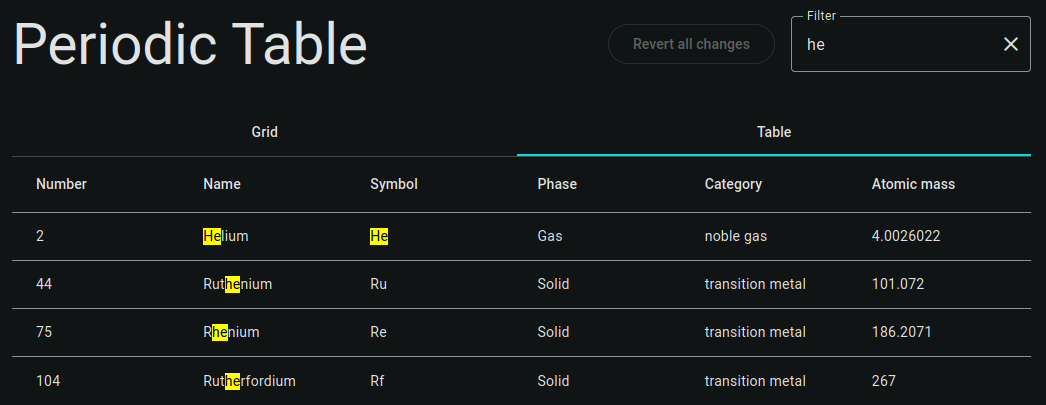 Periodic Table
Revert all changes
Filter
he
Grid Table
Number Name Symbol Phase Category Atomic mass
2 Helium He Gas noble gas 4.0026022
44 Ruthenium Ru Solid transition metal 101.072
75 Rhenium Re Solid transition metal 186.2071
104 Rutherfordium Rf Solid transition metal 267